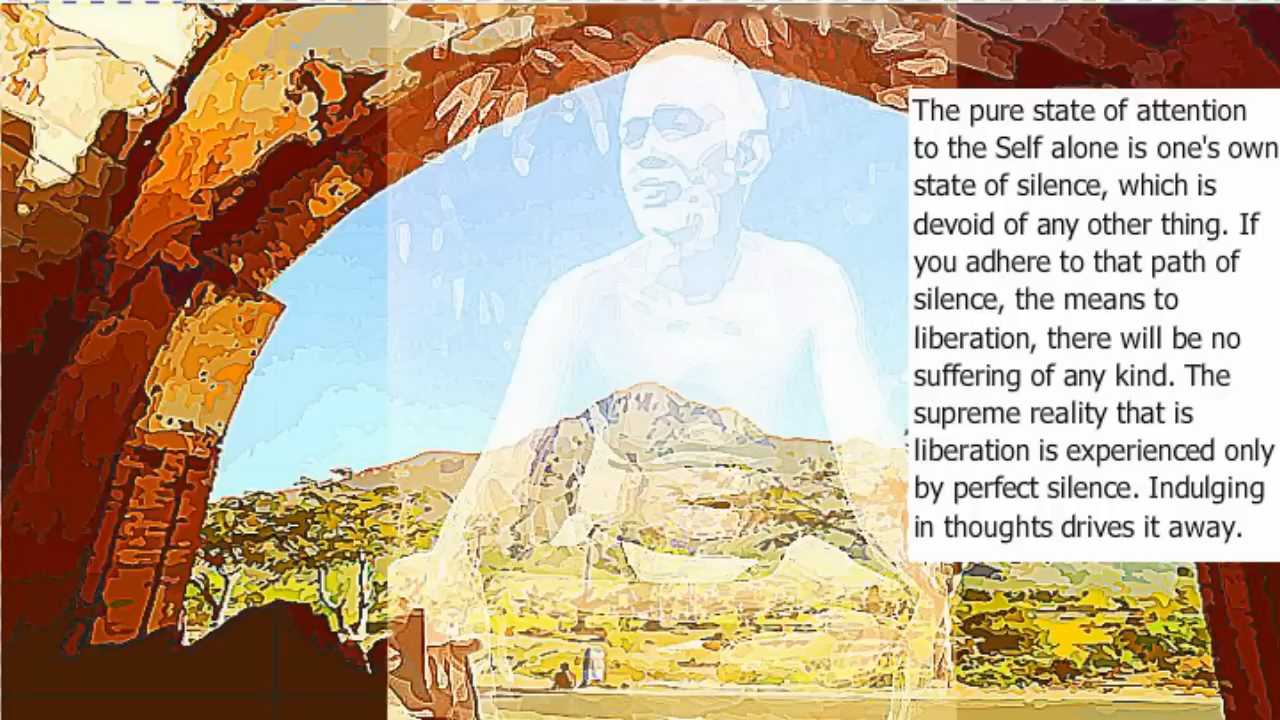 The pure state of attention
to the Self alone is one's own
state of silence, which is
devoid of any other thing. If
you adhere to that path of
silence, the means to
liberation, there will be no
suffering of any kind. The
supreme reality that is
liberation is experienced only
by perfect silence. Indulging
in thoughts drives it away.